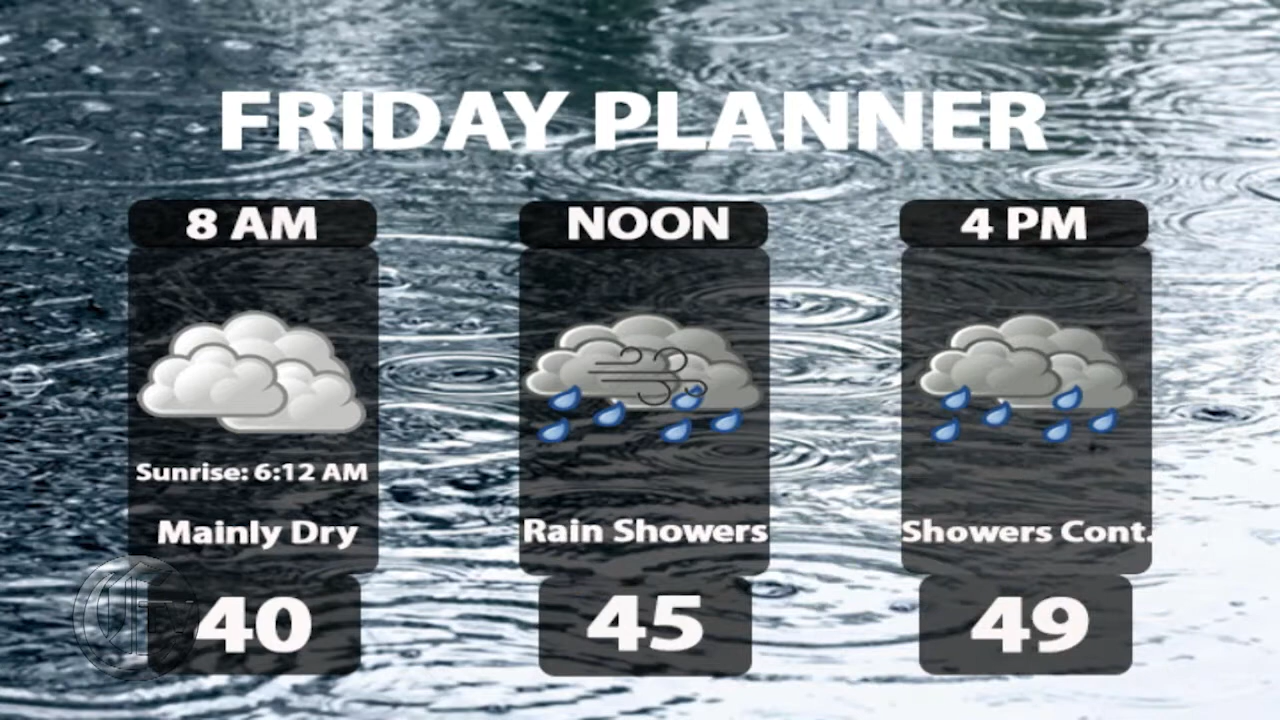 FRIDAY PLANNER
8 AM
Sunrise: 6:12 AM
Mainly Dry
40
NOON
Rain Showers
45
4 PM
Showers Cont.
49